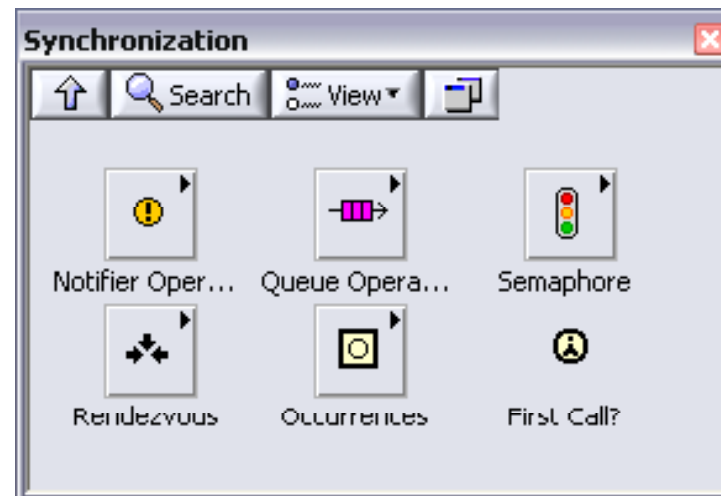 Synchronization
Search View
Notifier Oper... Queue Opera... Semaphore
Rendezvous Occurrences First Call?